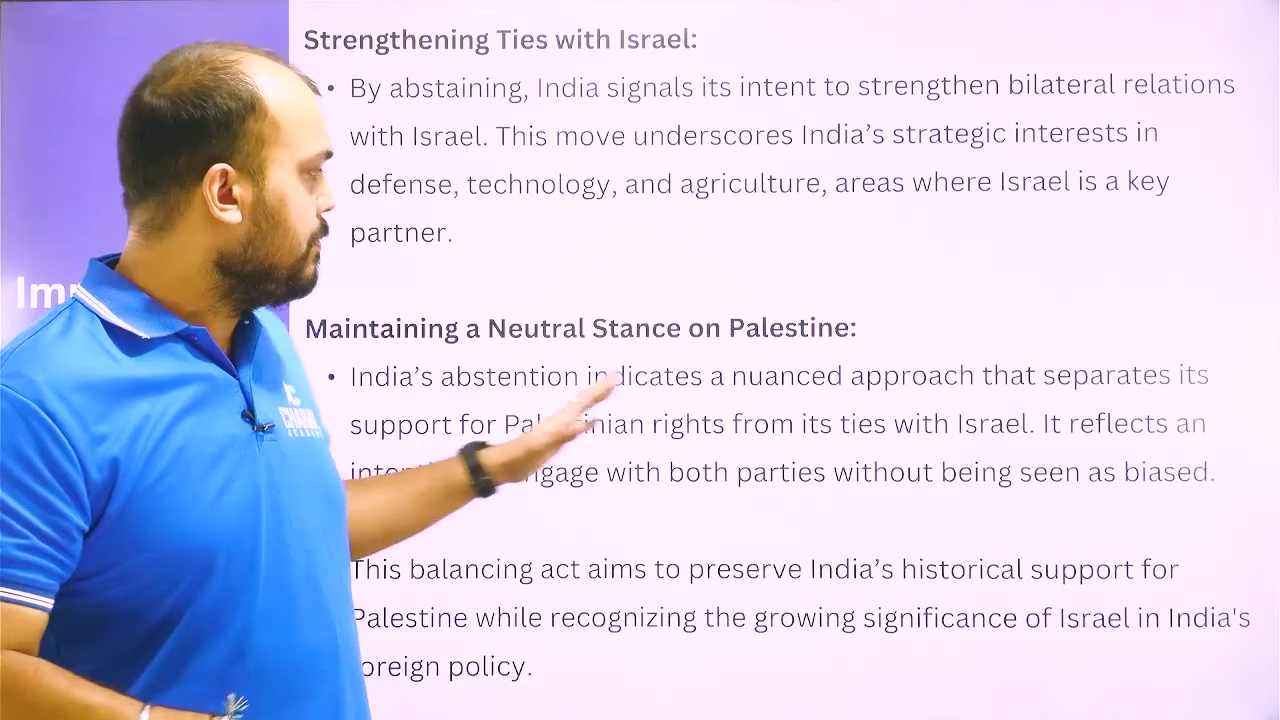 Strengthening Ties with Israel:
• By abstaining, India signals its intent to strengthen bilateral relations
with Israel. This move underscores India’s strategic interests in
defense, technology, and agriculture, areas where Israel is a key
partner.
Maintaining a Neutral Stance on Palestine:
• India’s abstention indicates a nuanced approach that separates its
support for Palestinian rights from its ties with Israel. It reflects an
with both parties without being seen as biased.
This balancing act aims to preserve India’s historical support for
Palestine while recognizing the growing significance of Israel in India's
foreign policy.